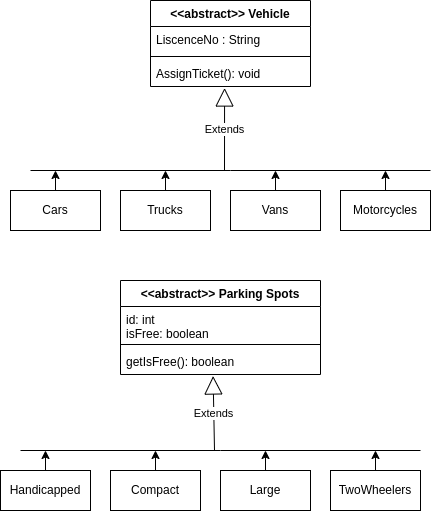 <<abstract>> Vehicle
LiscenceNo : String
AssignTicket(): void
Extends
Cars
Trucks
Vans
Motorcycles
<<abstract>> Parking Spots
id: int
isFree: boolean
getIsFree(): boolean
Extends
Handicapped
Compact
Large
TwoWheelers